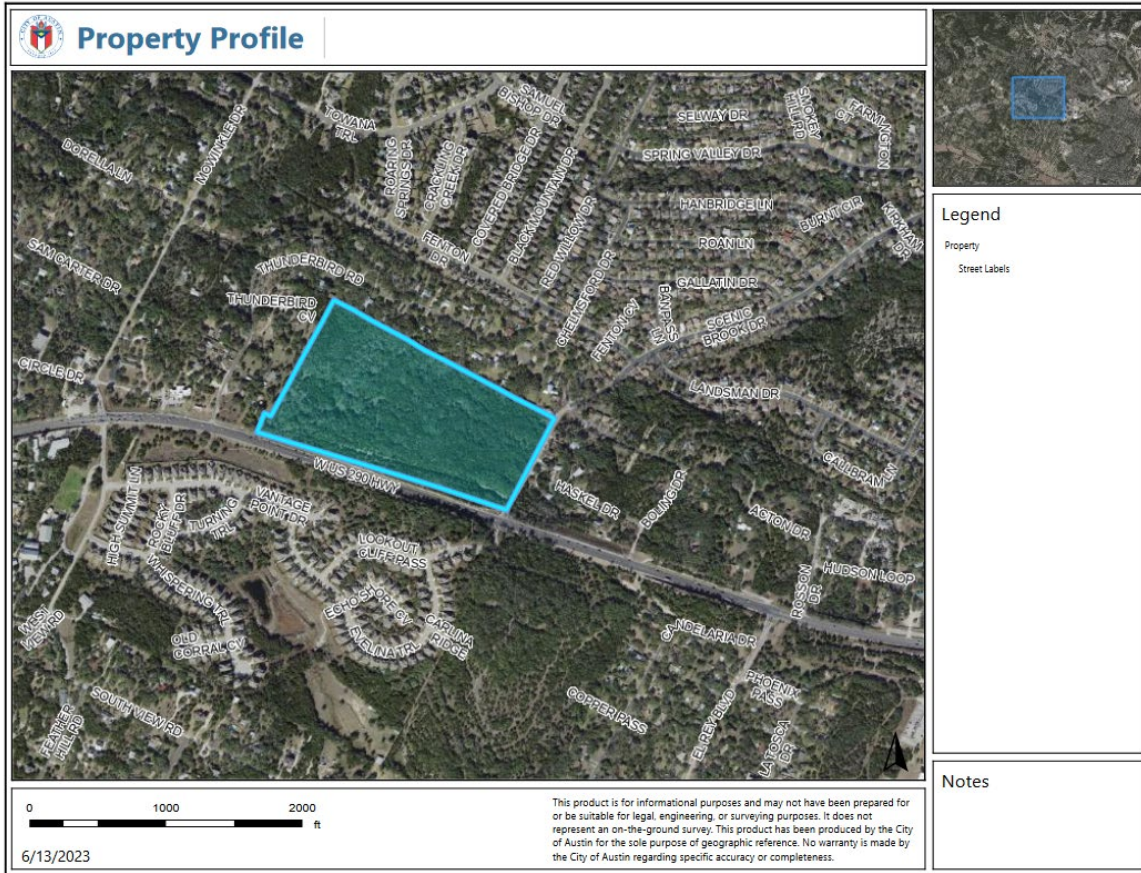 Property Profile
SAMUEL
BISHOP DR
TOWANA
TRL
SELWAY DR
SMOKEY
HILL RD
FARMINGTON
CT
MOWINKLE DR
DORELLA LN
ROARING
SPRINGS DR
CRACKLING
CREEK DR
COVERED BRIDGE DR
BLACK MOUNTAIN DR
SPRING VALLEY DR
HANBRIDGE LN
BURNT CIR
KIRKHAM
DR
ROAN LN
RED WILLOW DR
FENTON
DR
SAM CARTER DR
THUNDERBIRD RD
THUNDERBIRD
CV
GALLATIN DR
CHELMSFORD DR
FENTON CV
BANPASS
LN
SCENIC
BROOK DR
CIRCLE DR
LANDSMAN DR
CALLBRAM LN
W US 290 HWY
HASKEL DR
BOLING DR
ACTON DR
HIGH SUMMIT LN
ROCKY
BLUFF DR
TURNING
TRL
VANTAGE
POINT DR
LOOKOUT
CLIFF PASS
HUDSON LOOP
ROSSON
DR
WHISPERING TRL
ECHO SHORE CV
EVELINA TRL
CARLINA
RIDGE
WEST
VIEW RD
OLD
CORRAL CV
CANDELARIA DR
SOUTH VIEW RD
FEATHER
HILL RD
COPPER PASS
EL REY BLVD
PHOENIX
PASS
LA TOSCA
DR
Legend
Property
Street Labels
Notes
0 1000 2000
ft
6/13/2023
This product is for informational purposes and may not have been prepared for
or be suitable for legal, engineering, or surveying purposes. It does not
represent an on-the-ground survey. This product has been produced by the City
of Austin for the sole purpose of geographic reference. No warranty is made by
the City of Austin regarding specific accuracy or completeness.